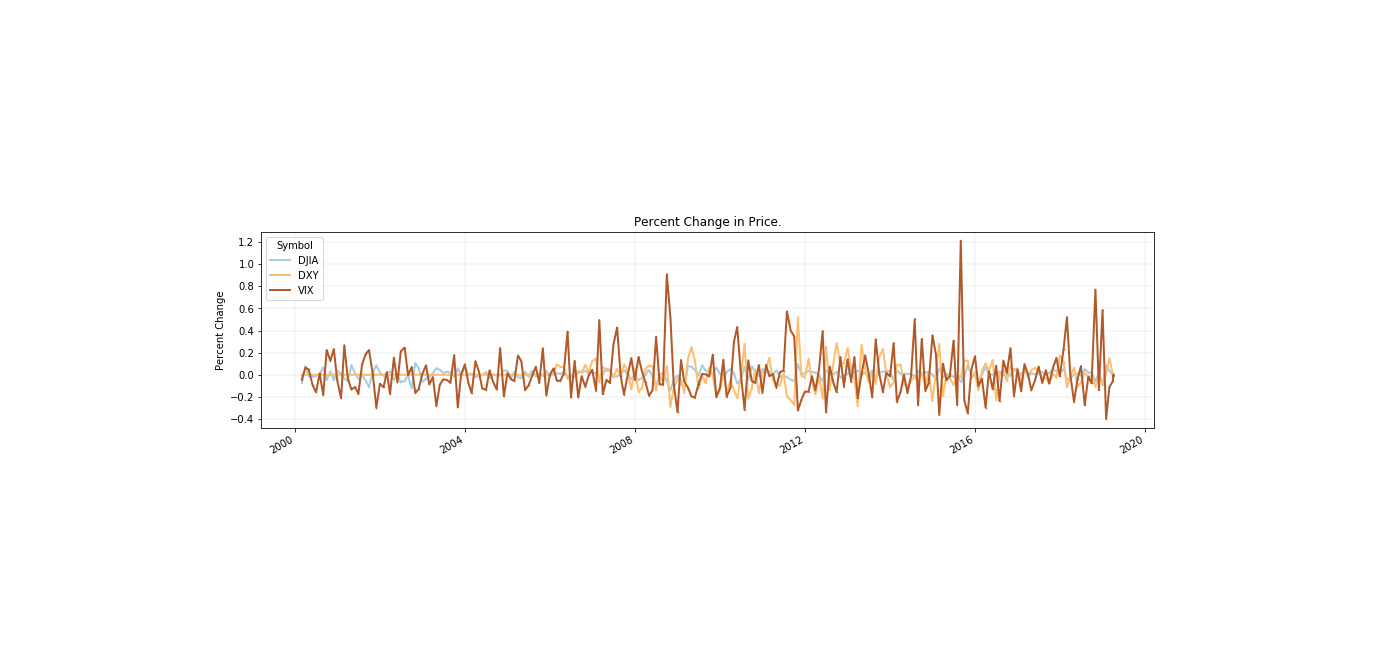 Percent Change in Price.
Symbol
DJIA
DXY
VIX
Percent Change
1.2
1.0
0.8
0.6
0.4
0.2
0.0
−0.2
−0.4
2000
2004
2008
2012
2016
2020